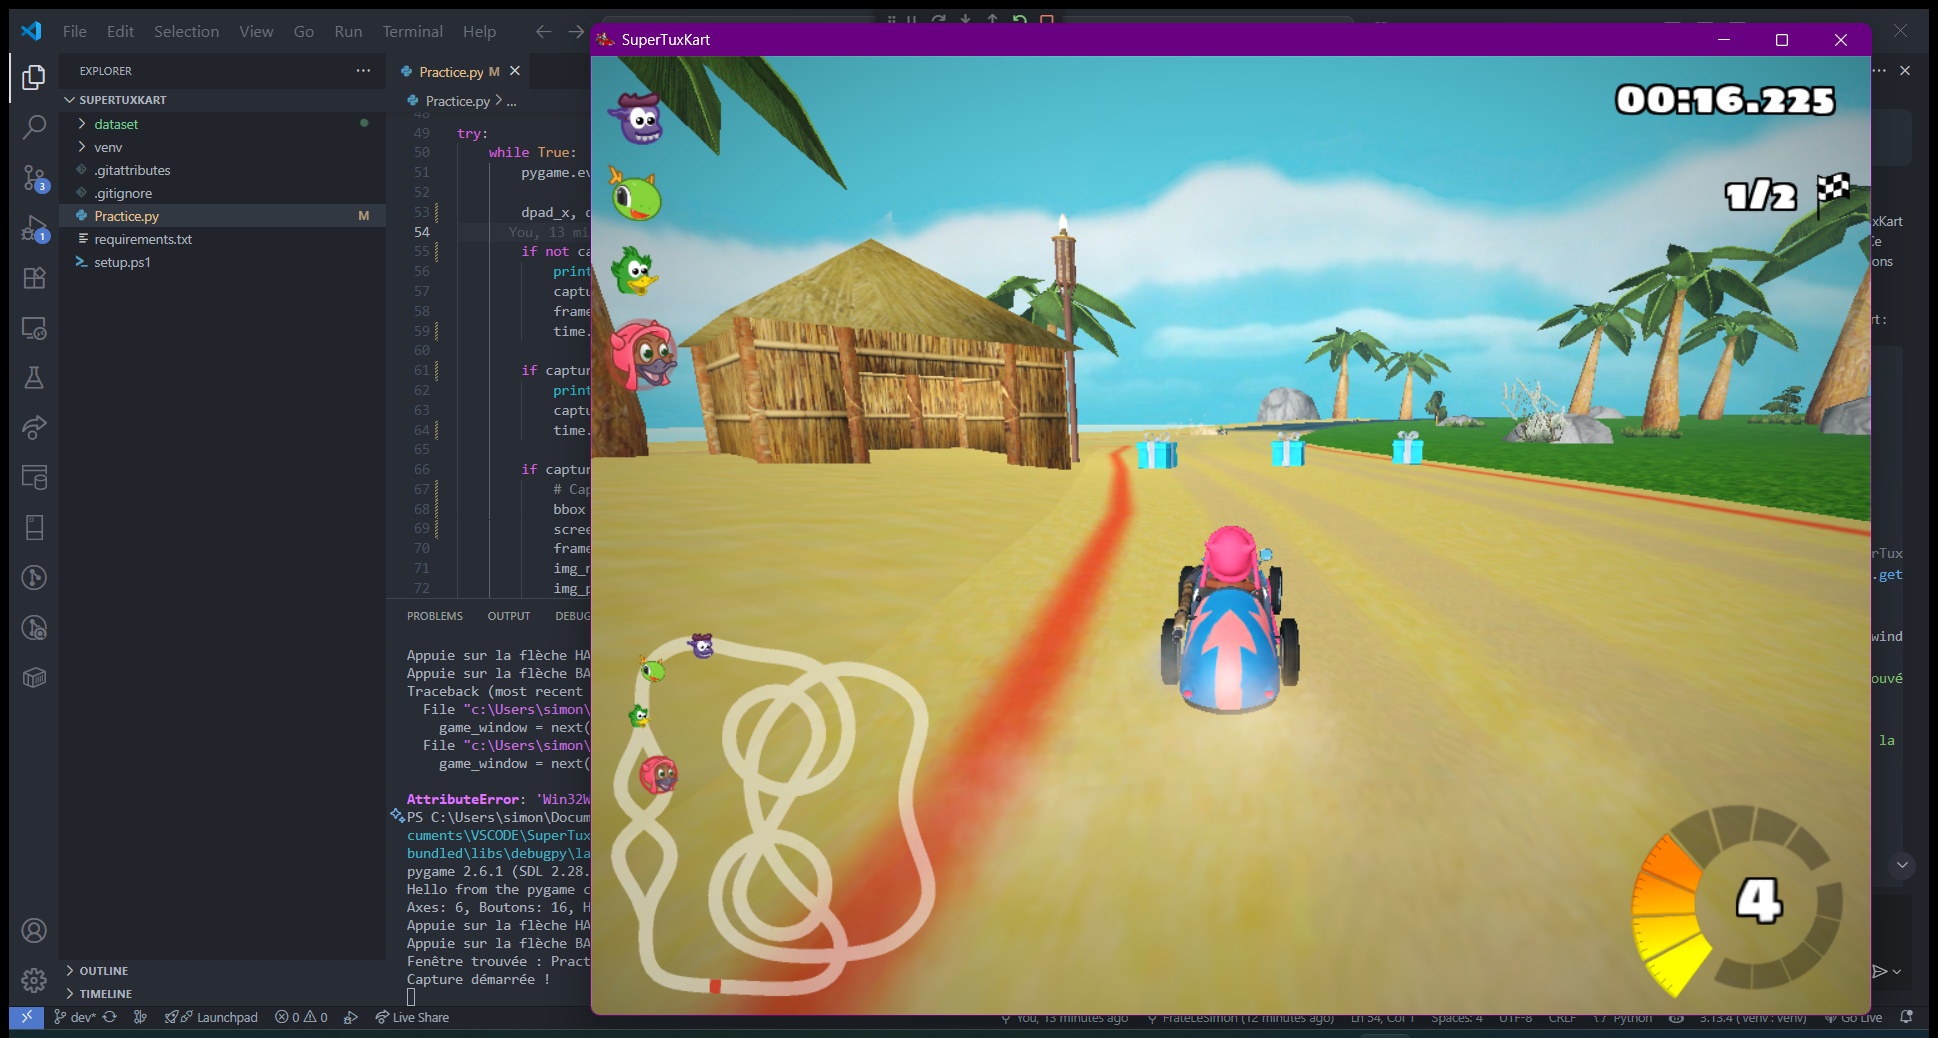 File Edit Selection View Go Run Terminal Help
SuperTuxKart
EXPLORER
SUPERTUXKART
dataset
venv
.gitattributes
.gitignore
Practice.py M
requirements.txt
setup.ps1
3
1
OUTLINE
TIMELINE
Practice.py M
Practice.py > ...
48
49 try:
50 while True:
51 pygame.ev
52
53 dpad_x, d
54 You, 13 mi
55 if not ca
56 print
57 captu
58 frame
59 time.
60
61 if captur
62 print
63 captu
64 time.
65
66 if captur
67 # Cap
68 bbox
69 scree
70 frame
71 img_r
72 img_p
PROBLEMS OUTPUT DEBUG
Appuie sur la flèche HA
Appuie sur la flèche BA
Traceback (most recent
File "c:\Users\simon\
game_window = next(
File "c:\Users\simon\
game_window = next(
AttributeError: 'Win32W
PS C:\Users\simon\Docum
cuments\VSCODE\SuperTux
bundled\libs\debugpy\la
pygame 2.6.1 (SDL 2.28.
Hello from the pygame c
Axes: 6, Boutons: 16, H
Appuie sur la flèche HA
Appuie sur la flèche BA
Fenêtre trouvée : Pract
Capture démarrée !
00:16.225
1/2
4
xKart
ons
rt:
rTux
.get
wind
ouvé
la
dev* Launchpad 0 0 Live Share
You, 13 minutes ago FrateLeSimon (12 minutes ago) Ln 54, Col 1 Spaces: 4 UTF-8 CRLF Python 3.13.4 (venv: venv) Go Live